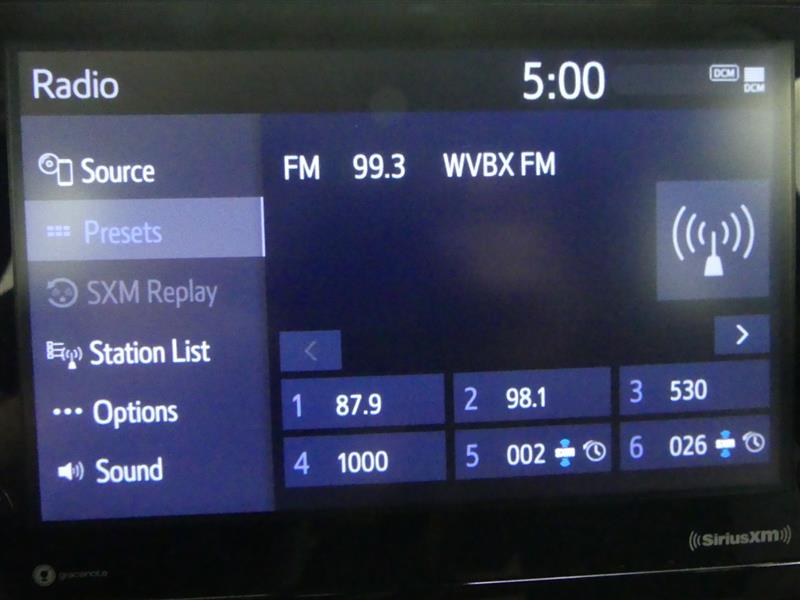 Radio 5:00 DCM DCM
Source
FM 99.3 WVBX FM
Presets
SXM Replay
Station List
Options
Sound
1 87.9 2 98.1 3 530
4 1000 5 002 6 026
SiriusXM
gracenote